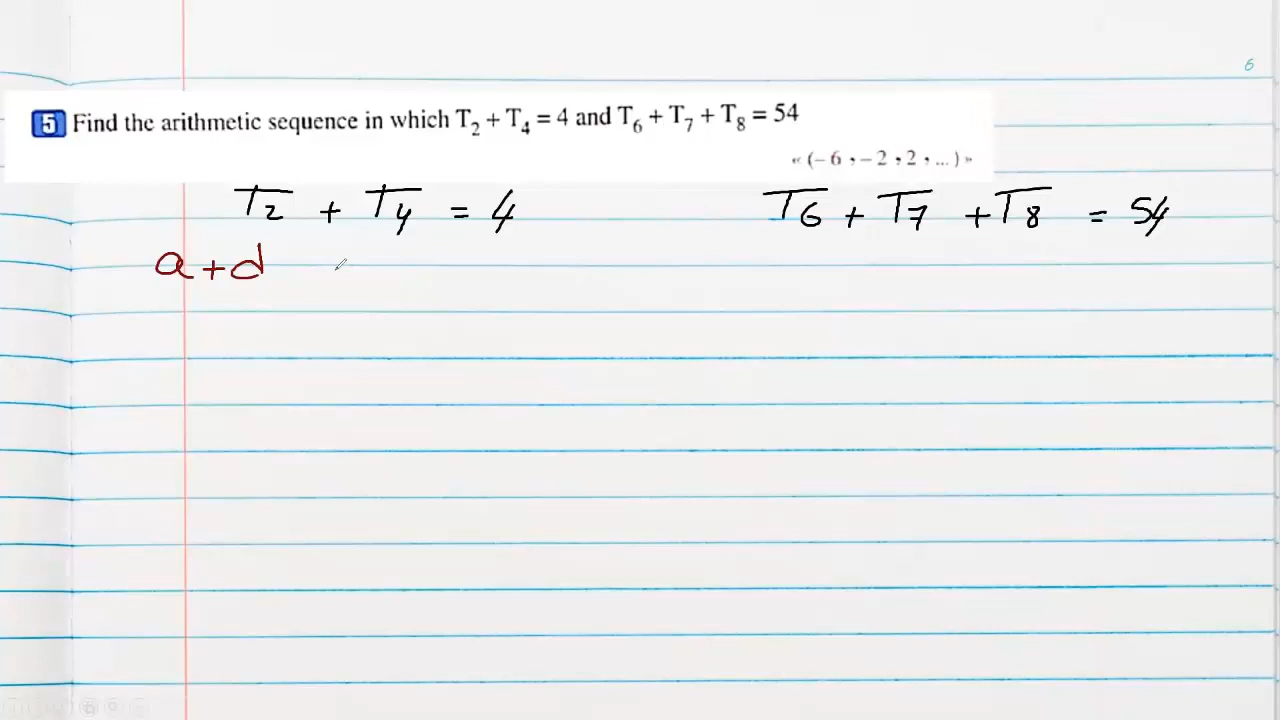 6
5 Find the arithmetic sequence in which T₂ + T₄ = 4 and T₆ + T₇ + T₈ = 54
« (– 6 , – 2 , 2 , ... ) »
T₂ + T₄ = 4 T₆ + T₇ + T₈ = 54
a + d